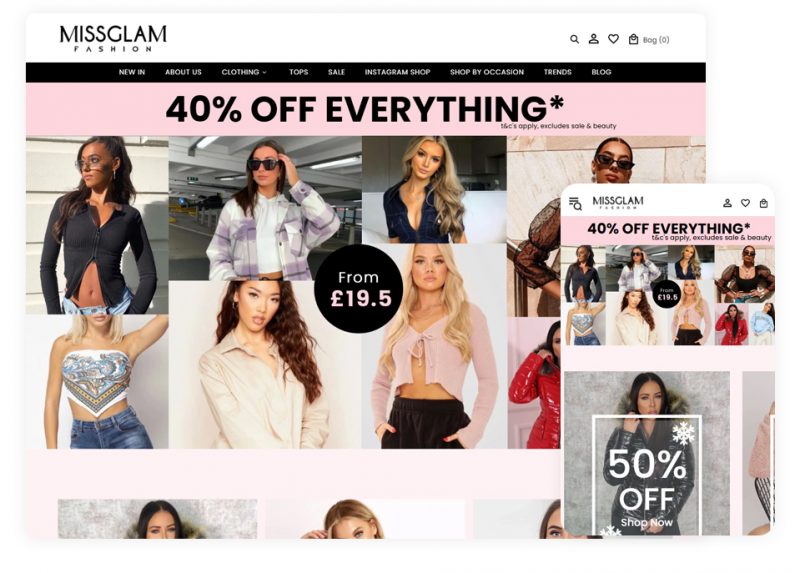 MISSGLAM
FASHION
Bag (0)
NEW IN ABOUT US CLOTHING TOPS SALE INSTAGRAM SHOP SHOP BY OCCASION TRENDS BLOG
40% OFF EVERYTHING*
t&c's apply, excludes sale & beauty
From
£19.5
MISSGLAM
FASHION
40% OFF EVERYTHING*
t&c's apply, excludes sale & beauty
From
£19.5
50%
OFF
Shop Now